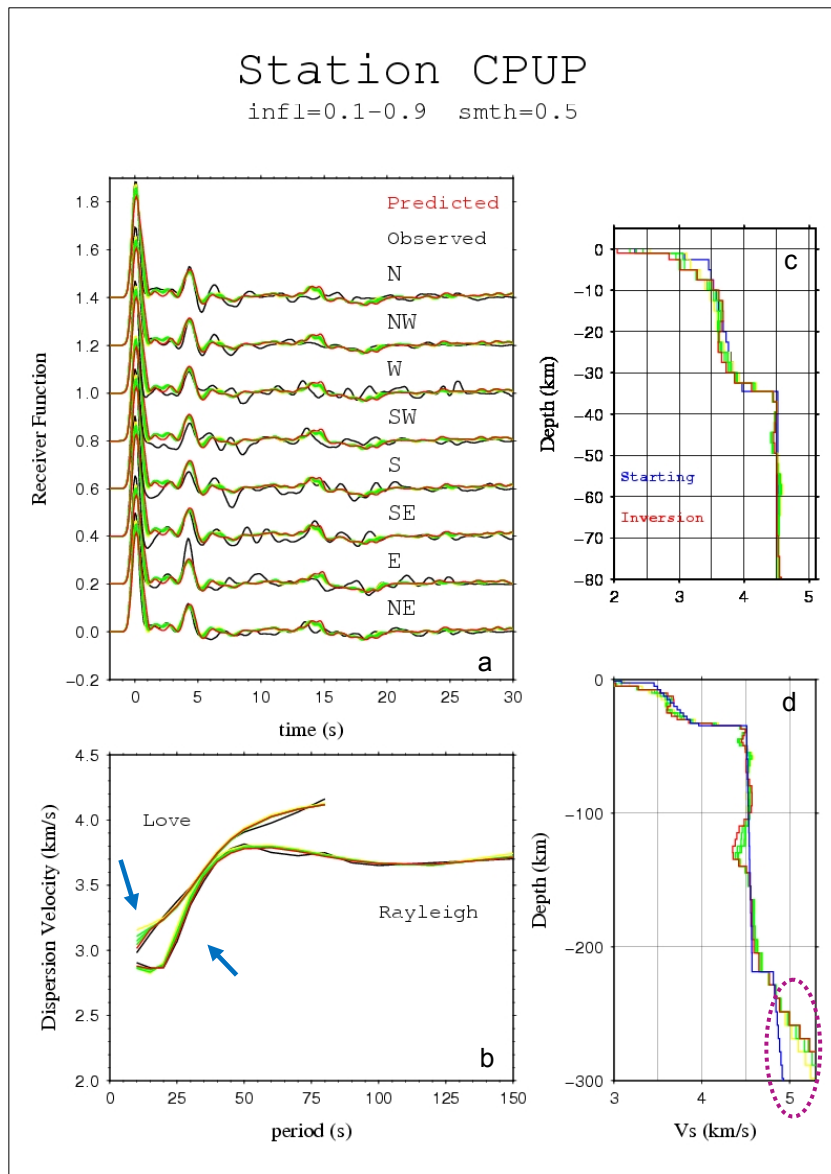 Station CPUP
infl=0.1-0.9 smth=0.5
Receiver Function
1.8
1.6
1.4
1.2
1.0
0.8
0.6
0.4
0.2
0.0
-0.2
Predicted
Observed
N
NW
W
SW
S
SE
E
NE
a
0 5 10 15 20 25 30
time (s)
Depth (km)
0
-10
-20
-30
-40
-50
-60
-70
-80
c
Starting
Inversion
2 3 4 5
Dispersion Velocity (km/s)
4.5
4.0
3.5
3.0
2.5
2.0
Love
Rayleigh
b
0 25 50 75 100 125 150
period (s)
Depth (km)
0
-100
-200
-300
d
3 4 5
Vs (km/s)